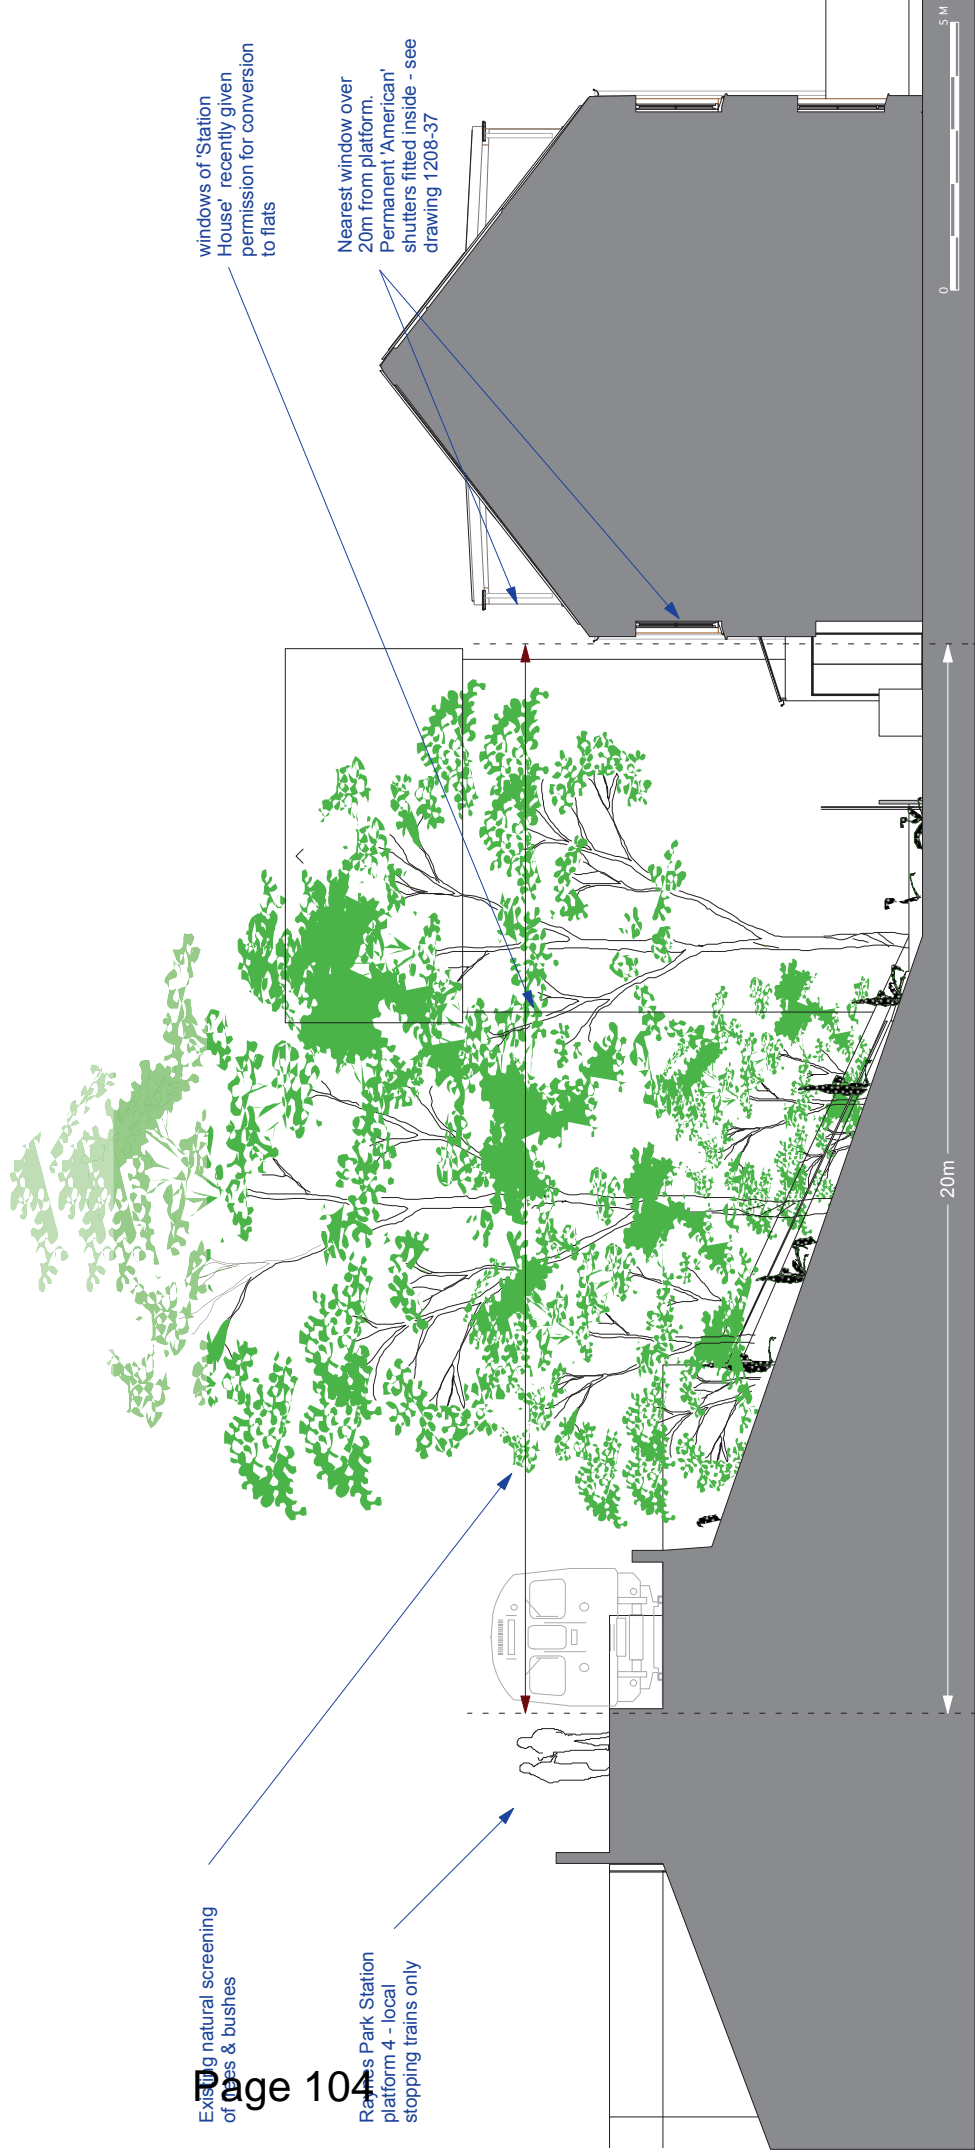 Existing natural screening
of trees & bushes
Raynes Park Station
platform 4 - local
stopping trains only
windows of 'Station
House' recently given
permission for conversion
to flats
Nearest window over
20m from platform.
Permanent 'American'
shutters fitted inside - see
drawing 1208-37
20m
0
5 M
Page 104